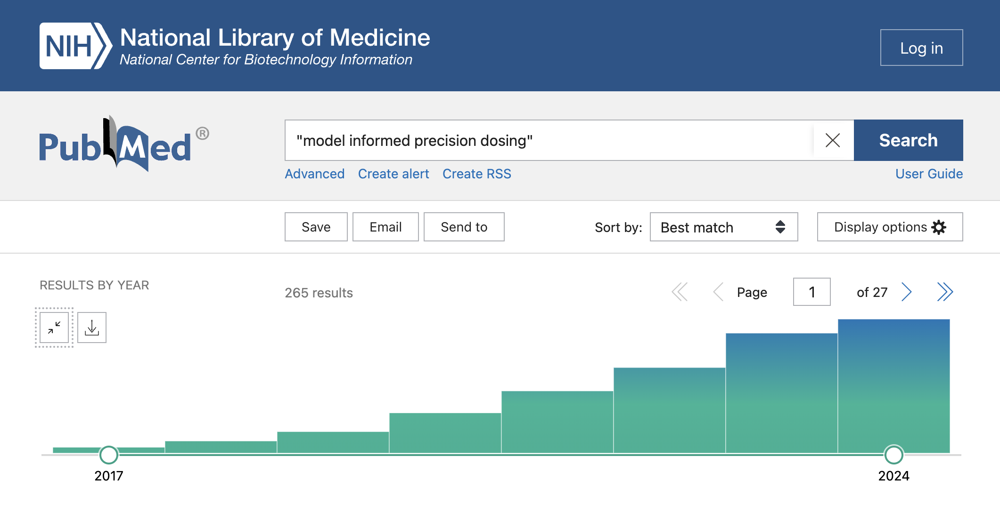 NIH National Library of Medicine
National Center for Biotechnology Information
Log in
PubMed®
"model informed precision dosing"
Search
Advanced Create alert Create RSS
User Guide
Save Email Send to
Sort by: Best match
Display options
RESULTS BY YEAR
265 results
Page 1 of 27
2017 2024